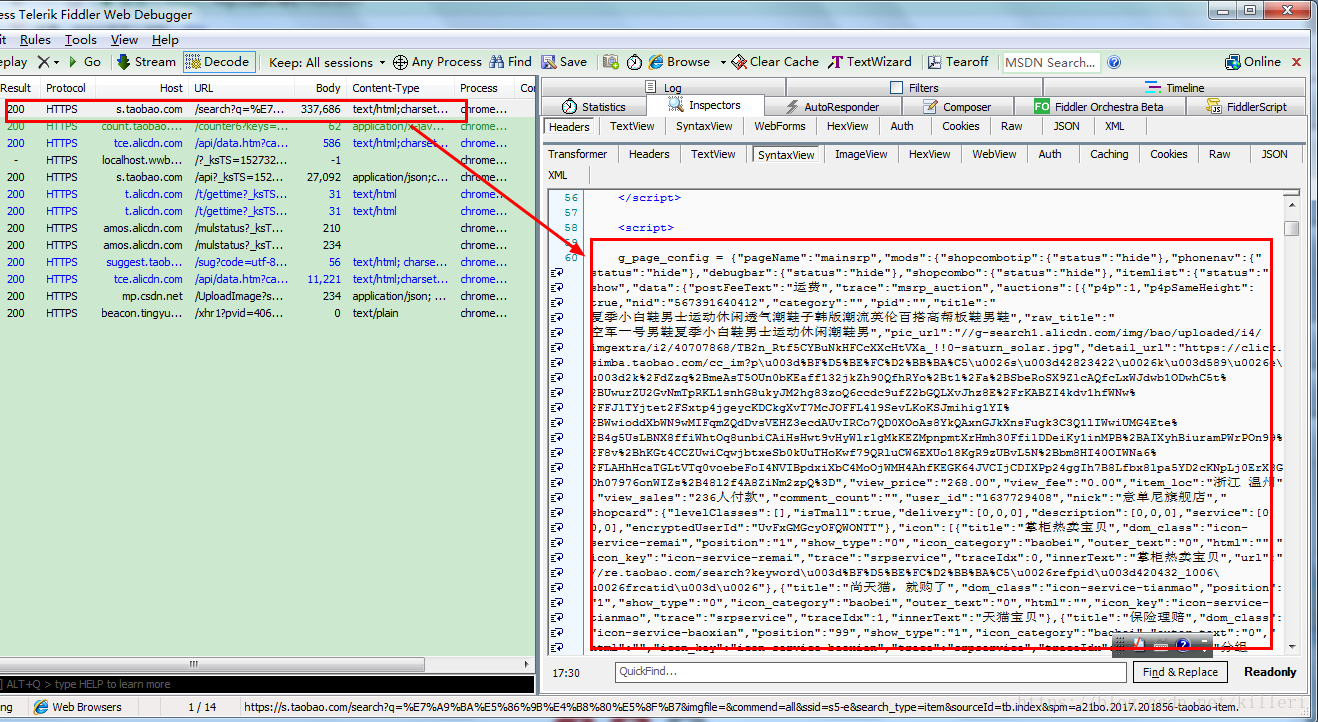 ess Telerik Fiddler Web Debugger
it Rules Tools View Help
eplay Go Stream Decode Keep: All sessions Any Process Find Save Browse Clear Cache TextWizard Tearoff MSDN Search... Online
Result Protocol Host URL Body Content-Type Process Co
200 HTTPS s.taobao.com /search?q=%E7... 337,686 text/html;charset... chrome...
200 HTTPS count.taobao.... /counter6?keys=... 62 chrome...
200 HTTPS tce.alicdn.com /api/data.htm?ca... 586 text/html;charset... chrome...
- HTTPS localhost.wwb... /?_ksTS=152732... -1 chrome...
200 HTTPS s.taobao.com /api?_ksTS=152... 27,092 application/json;c... chrome...
200 HTTPS t.alicdn.com /t/gettime?_ksTS... 31 text/html chrome...
200 HTTPS t.alicdn.com /t/gettime?_ksTS... 31 text/html chrome...
200 HTTPS amos.alicdn.com /mulstatus?_ksT... 210 chrome...
200 HTTPS amos.alicdn.com /mulstatus?_ksT... 234 chrome...
200 HTTPS suggest.taob... /sug?code=utf-8... 56 text/html; charse... chrome...
200 HTTPS tce.alicdn.com /api/data.htm?ca... 11,221 text/html;charset... chrome...
200 HTTPS mp.csdn.net /UploadImage?s... 234 application/json; ... chrome...
200 HTTPS beacon.tingyu... /xhr1?pvid=406... 0 text/plain chrome...
Log Filters Timeline
Statistics Inspectors AutoResponder Composer FO Fiddler Orchestra Beta FiddlerScript
Headers TextView SyntaxView WebForms HexView Auth Cookies Raw JSON XML
Transformer Headers TextView SyntaxView ImageView HexView WebView Auth Caching Cookies Raw JSON
XML
56 </script>
57
58 <script>
59
60 g_page_config = {"pageName":"mainsrp","mods":{"shopcombotip":{"status":"hide"},"phonenav":{"
status":"hide"},"debugbar":{"status":"hide"},"shopcombo":{"status":"hide"},"itemlist":{"status":"
show","data":{"postFeeText":"运费","trace":"msrp_auction","auctions":[{"p4p":1,"p4pSameHeight":
true,"nid":"567391640412","category":"","pid":"","title":"
夏季小白鞋男士运动休闲透气潮鞋子韩版潮流英伦百搭高帮板鞋男鞋","raw_title":"
空军一号男鞋夏季小白鞋男士运动休闲潮鞋男","pic_url":"//g-search1.alicdn.com/img/bao/uploaded/i4/
imgextra/i2/40707868/TB2n_Rtf5CYBuNkHFCcXXcHtVXa_!!0-saturn_solar.jpg","detail_url":"https://click.
simba.taobao.com/cc_im?p\u003d%BF%D5%BE%FC%D2%BB%BA%C5\u0026s\u003d42823422\u0026k\u003d589\u0026e\
%2B4g5UsLBNX8ffiWhtOq8unbiCAiHsHwt9vHyWlrlgMkKEZMpnpmtXrHmh30FfilDDeiKy1inMPB%2BAIXyhBiuramPWrPOn99%
Oh07976onWIZs%2B48l2f4A8ZiNm2zpQ%3D","view_price":"268.00","view_fee":"0.00","item_loc":"浙江 温州"
,"view_sales":"236人付款","comment_count":"","user_id":"1637729408","nick":"意单尼旗舰店","
shopcard":{"levelClasses":[],"isTmall":true,"delivery":[0,0,0],"description":[0,0,0],"service":[0,
0,0],"encryptedUserId":"UvFxGMGcyOFQWONTT"},"icon":[{"title":"掌柜热卖宝贝","dom_class":"icon-
service-remai","position":"1","show_type":"0","icon_category":"baobei","outer_text":"0","html":"","
icon_key":"icon-service-remai","trace":"srpservice","traceIdx":0,"innerText":"掌柜热卖宝贝","url":"
//re.taobao.com/search?keyword\u003d%BF%D5%BE%FC%D2%BB%BA%C5\u0026refpid\u003d420432_1006\
\u0026frcatid\u003d\u0026"},{"title":"尚天猫，就购了","dom_class":"icon-service-tianmao","position":
"1","show_type":"0","icon_category":"baobei","outer_text":"0","html":"","icon_key":"icon-service-
tianmao","trace":"srpservice","traceIdx":1,"innerText":"天猫宝贝"},{"title":"保险理赔","dom_class":
"icon-service-baoxian","position":"99","show_type":"1","icon_category":"baobei","outer_text":"0","
17:30 QuickFind... Find & Replace Readonly
] ALT+Q > type HELP to learn more
ng Web Browsers 1 / 14 https://s.taobao.com/search?q=%E7%A9%BA%E5%86%9B%E4%B8%80%E5%8F%B7&imgfile=&commend=all&ssid=s5-e&search_type=item&sourceId=tb.index&spm=a21bo.2017.201856-taobao-item.